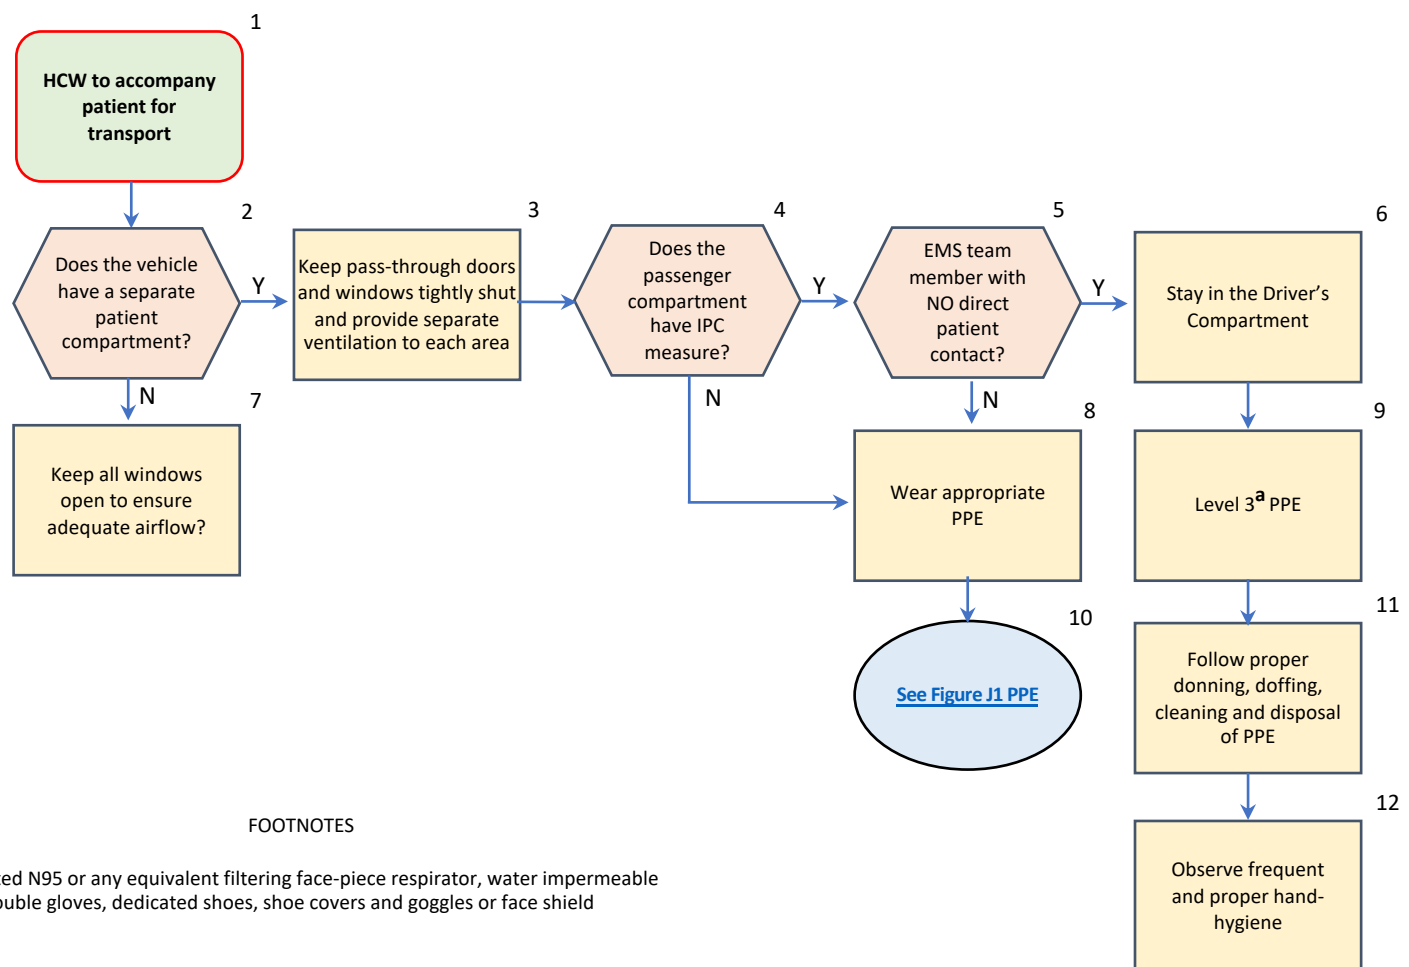 1
HCW to accompany
patient for
transport
2
Does the vehicle
have a separate
patient
compartment?
Y
N
3
Keep pass-through doors
and windows tightly shut
and provide separate
ventilation to each area
4
Does the
passenger
compartment
have IPC
measure?
Y
N
5
EMS team
member with
NO direct
patient
contact?
Y
N
6
Stay in the Driver’s
Compartment
7
Keep all windows
open to ensure
adequate airflow?
8
Wear appropriate
PPE
9
Level 3a PPE
10
See Figure J1 PPE
11
Follow proper
donning, doffing,
cleaning and disposal
of PPE
12
Observe frequent
and proper hand-
hygiene
FOOTNOTES
N95 or any equivalent filtering face-piece respirator, water impermeable
gloves, dedicated shoes, shoe covers and goggles or face shield